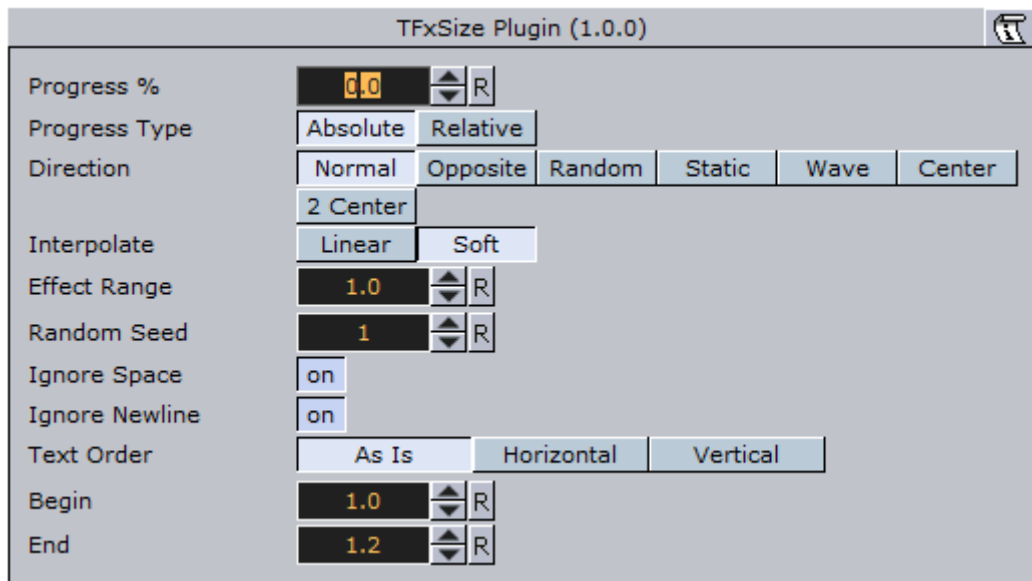 TFxSize Plugin (1.0.0)
Progress % 0.0 R
Progress Type Absolute Relative
Direction Normal Opposite Random Static Wave Center
2 Center
Interpolate Linear Soft
Effect Range 1.0 R
Random Seed 1 R
Ignore Space on
Ignore Newline on
Text Order As Is Horizontal Vertical
Begin 1.0 R
End 1.2 R